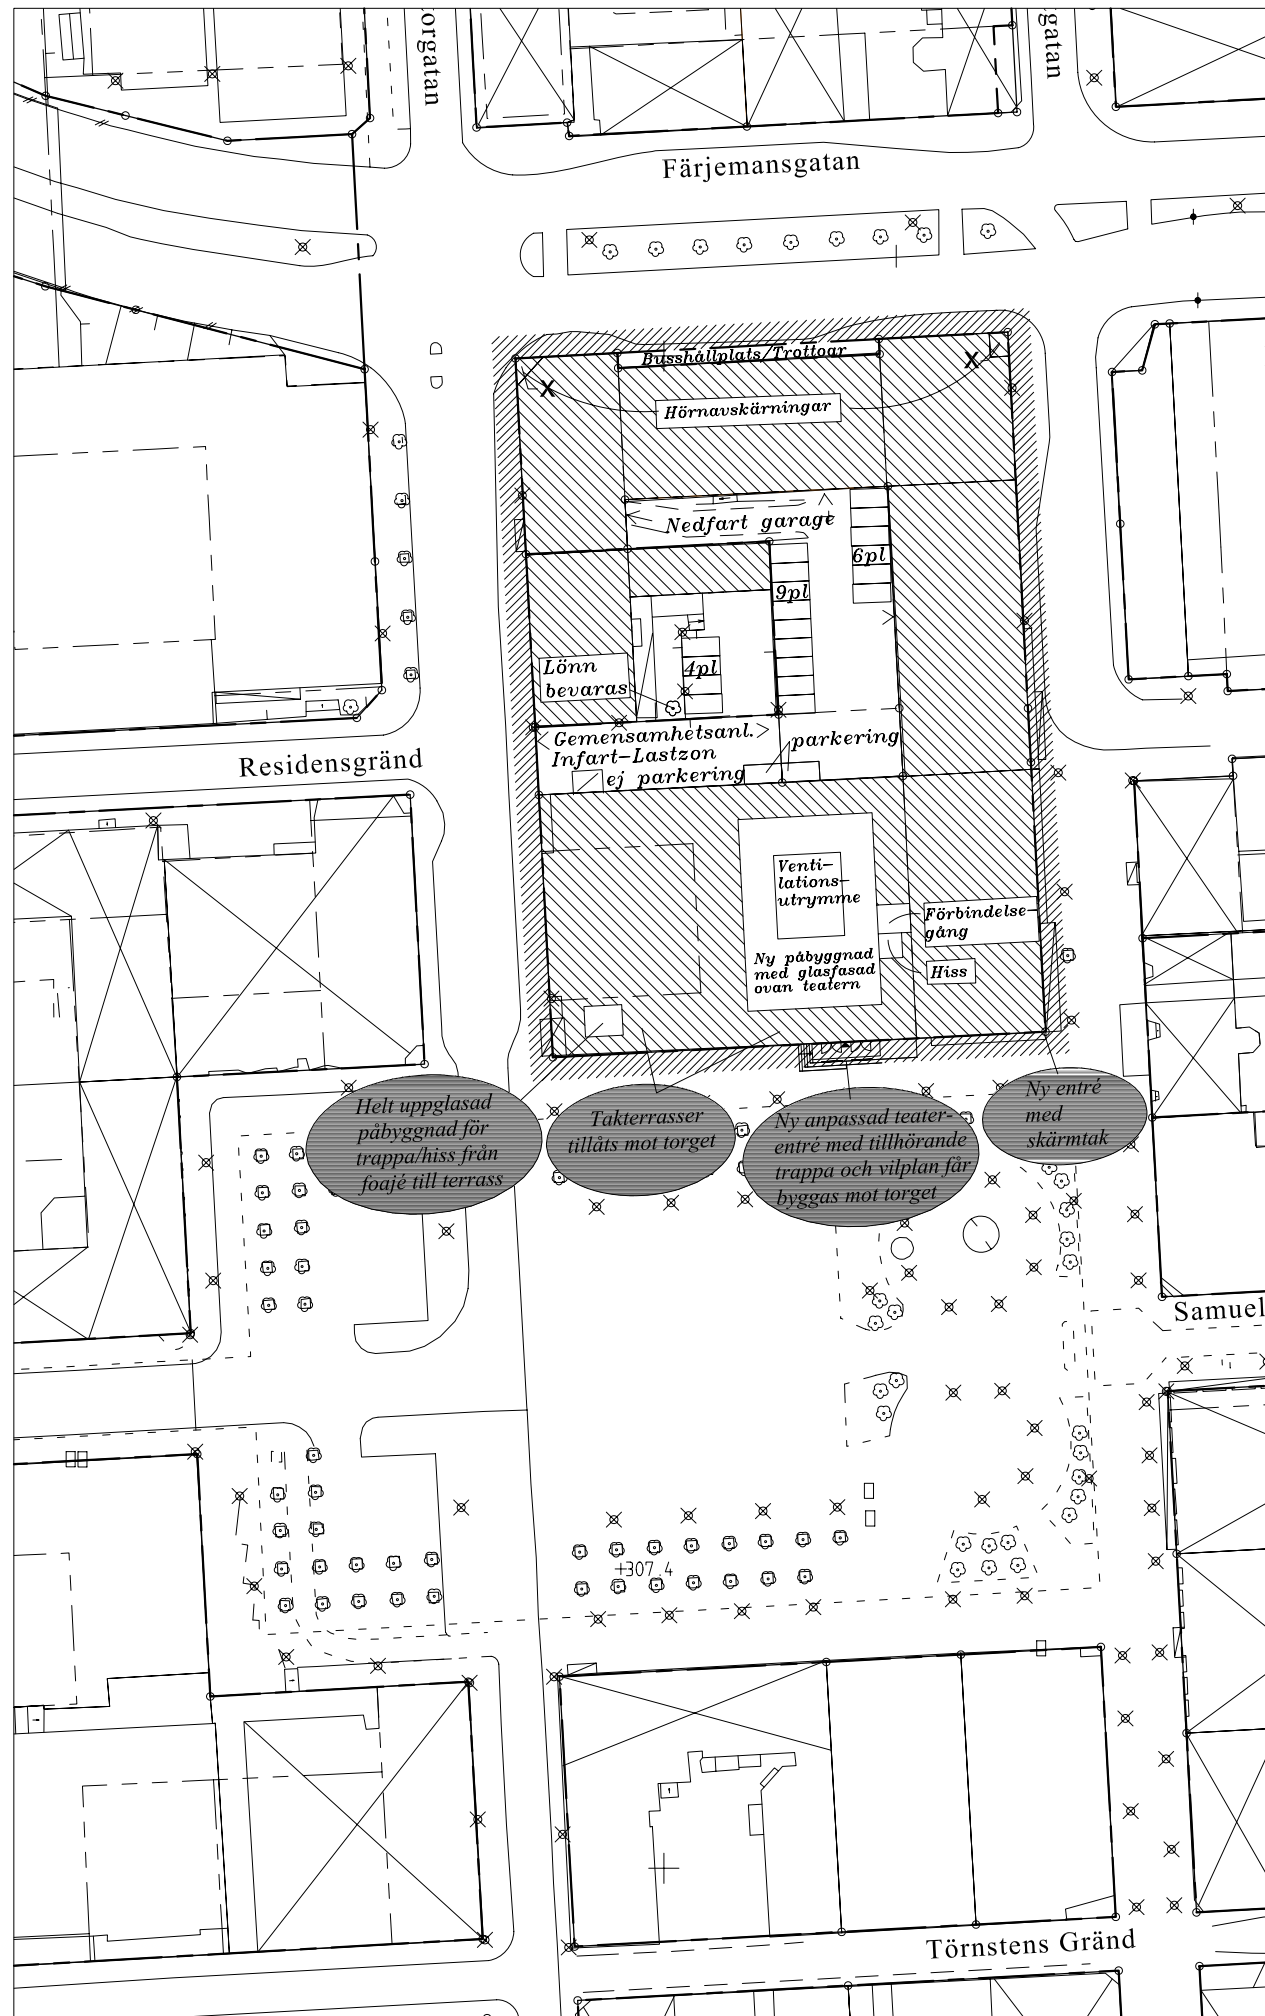 orgatan
gatan
Färjemansgatan
Busshållplats/Trottoar
x
x
Hörnavskärningar
Nedfart garage
6pl
9pl
Lönn
bevaras
4pl
Gemensamhetsanl.
Infart-Lastzon
ej parkering
parkering
Residensgränd
Venti-
lations-
utrymme
Förbindelse-
gång
Ny påbyggnad
med glasfasad
ovan teatern
Hiss
Helt uppglasad
påbyggnad för
trappa/hiss från
foajé till terrass
Takterrasser
tillåts mot torget
Ny anpassad teater-
entré med tillhörande
trappa och vilplan får
byggas mot torget
Ny entré
med
skärmtak
Samuel
+307.4
Törnstens Gränd